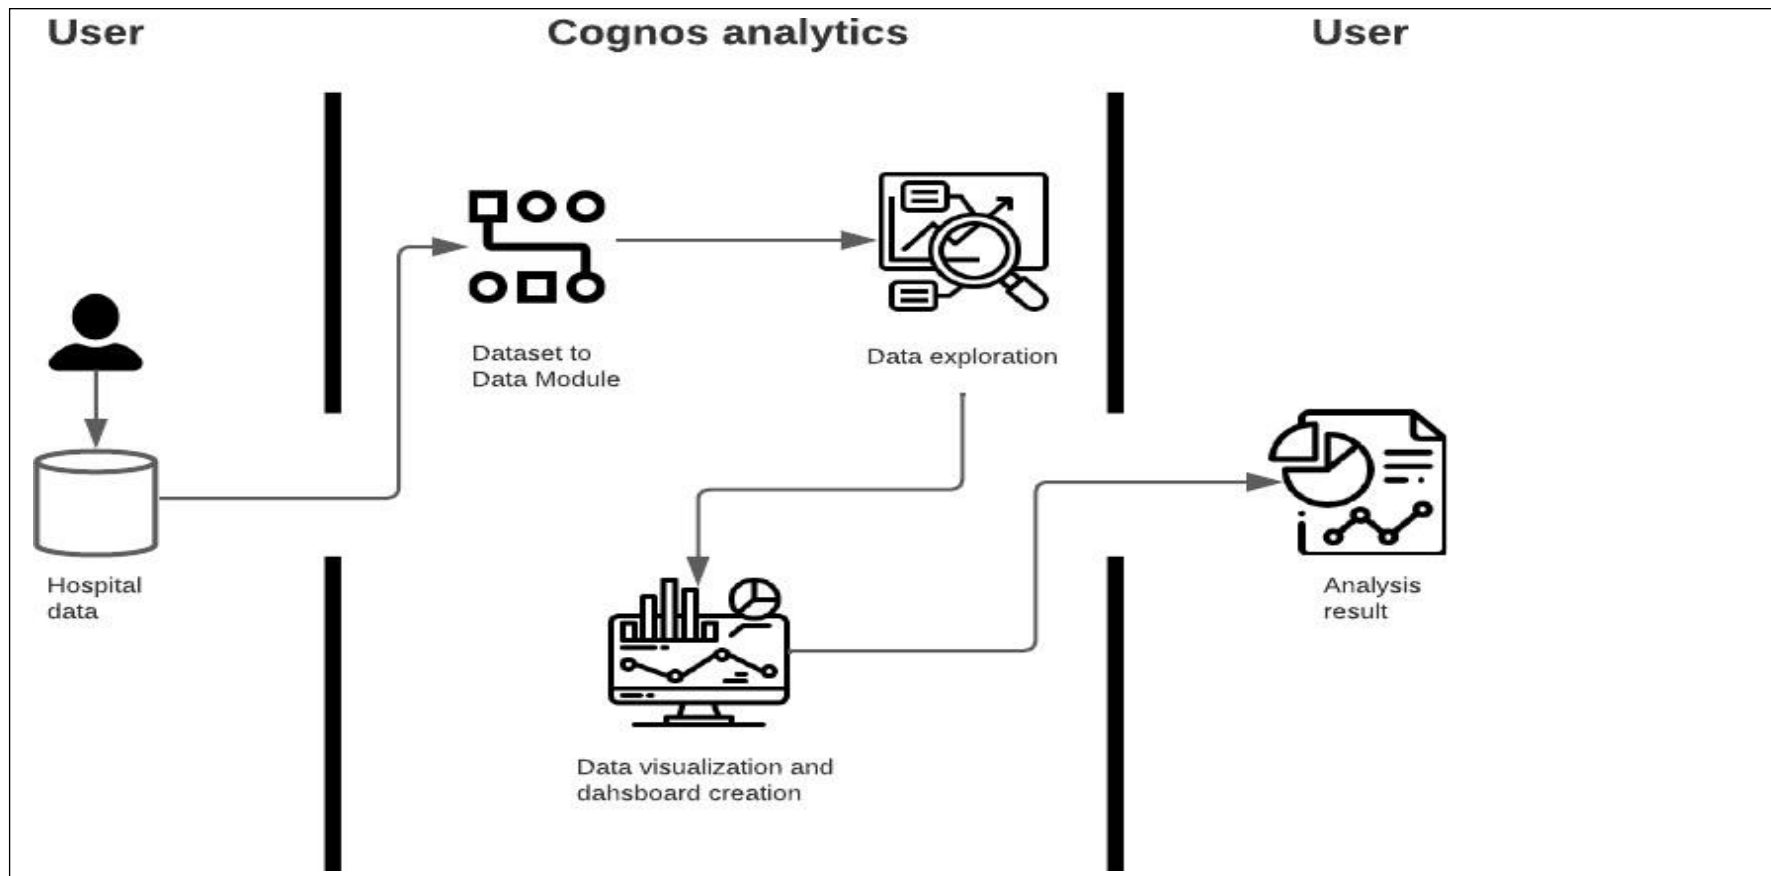 User
Cognos analytics
User
Dataset to
Data Module
Data exploration
Hospital
data
Analysis
result
Data visualization and
dahsboard creation